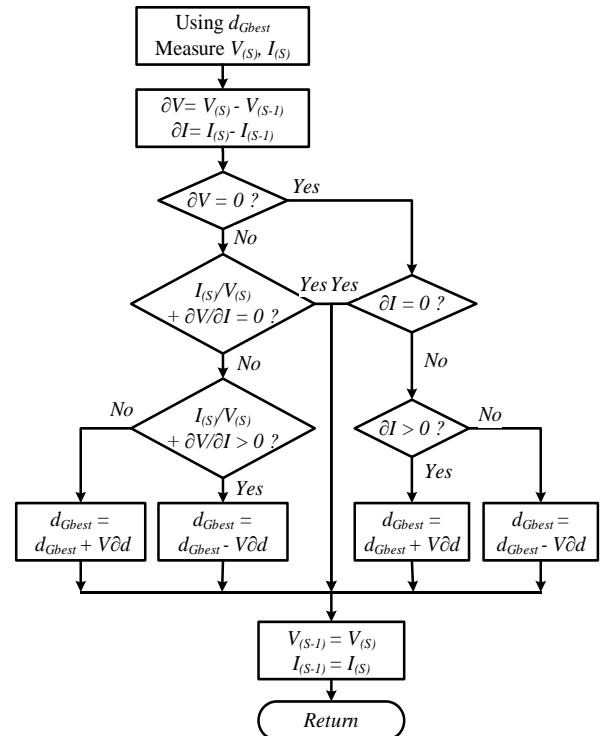 Using d_Gbest
Measure V_(S), I_(S)
∂V= V_(S) - V_(S-1)
∂I= I_(S)- I_(S-1)
∂V = 0 ?
Yes
No
I_(S)/V_(S)
+ ∂V/∂I = 0 ?
Yes
Yes
∂I = 0 ?
No
No
I_(S)/V_(S)
+ ∂V/∂I > 0 ?
No
Yes
∂I > 0 ?
No
Yes
d_Gbest =
d_Gbest + V∂d
d_Gbest =
d_Gbest - V∂d
d_Gbest =
d_Gbest + V∂d
d_Gbest =
d_Gbest - V∂d
V_(S-1) = V_(S)
I_(S-1) = I_(S)
Return